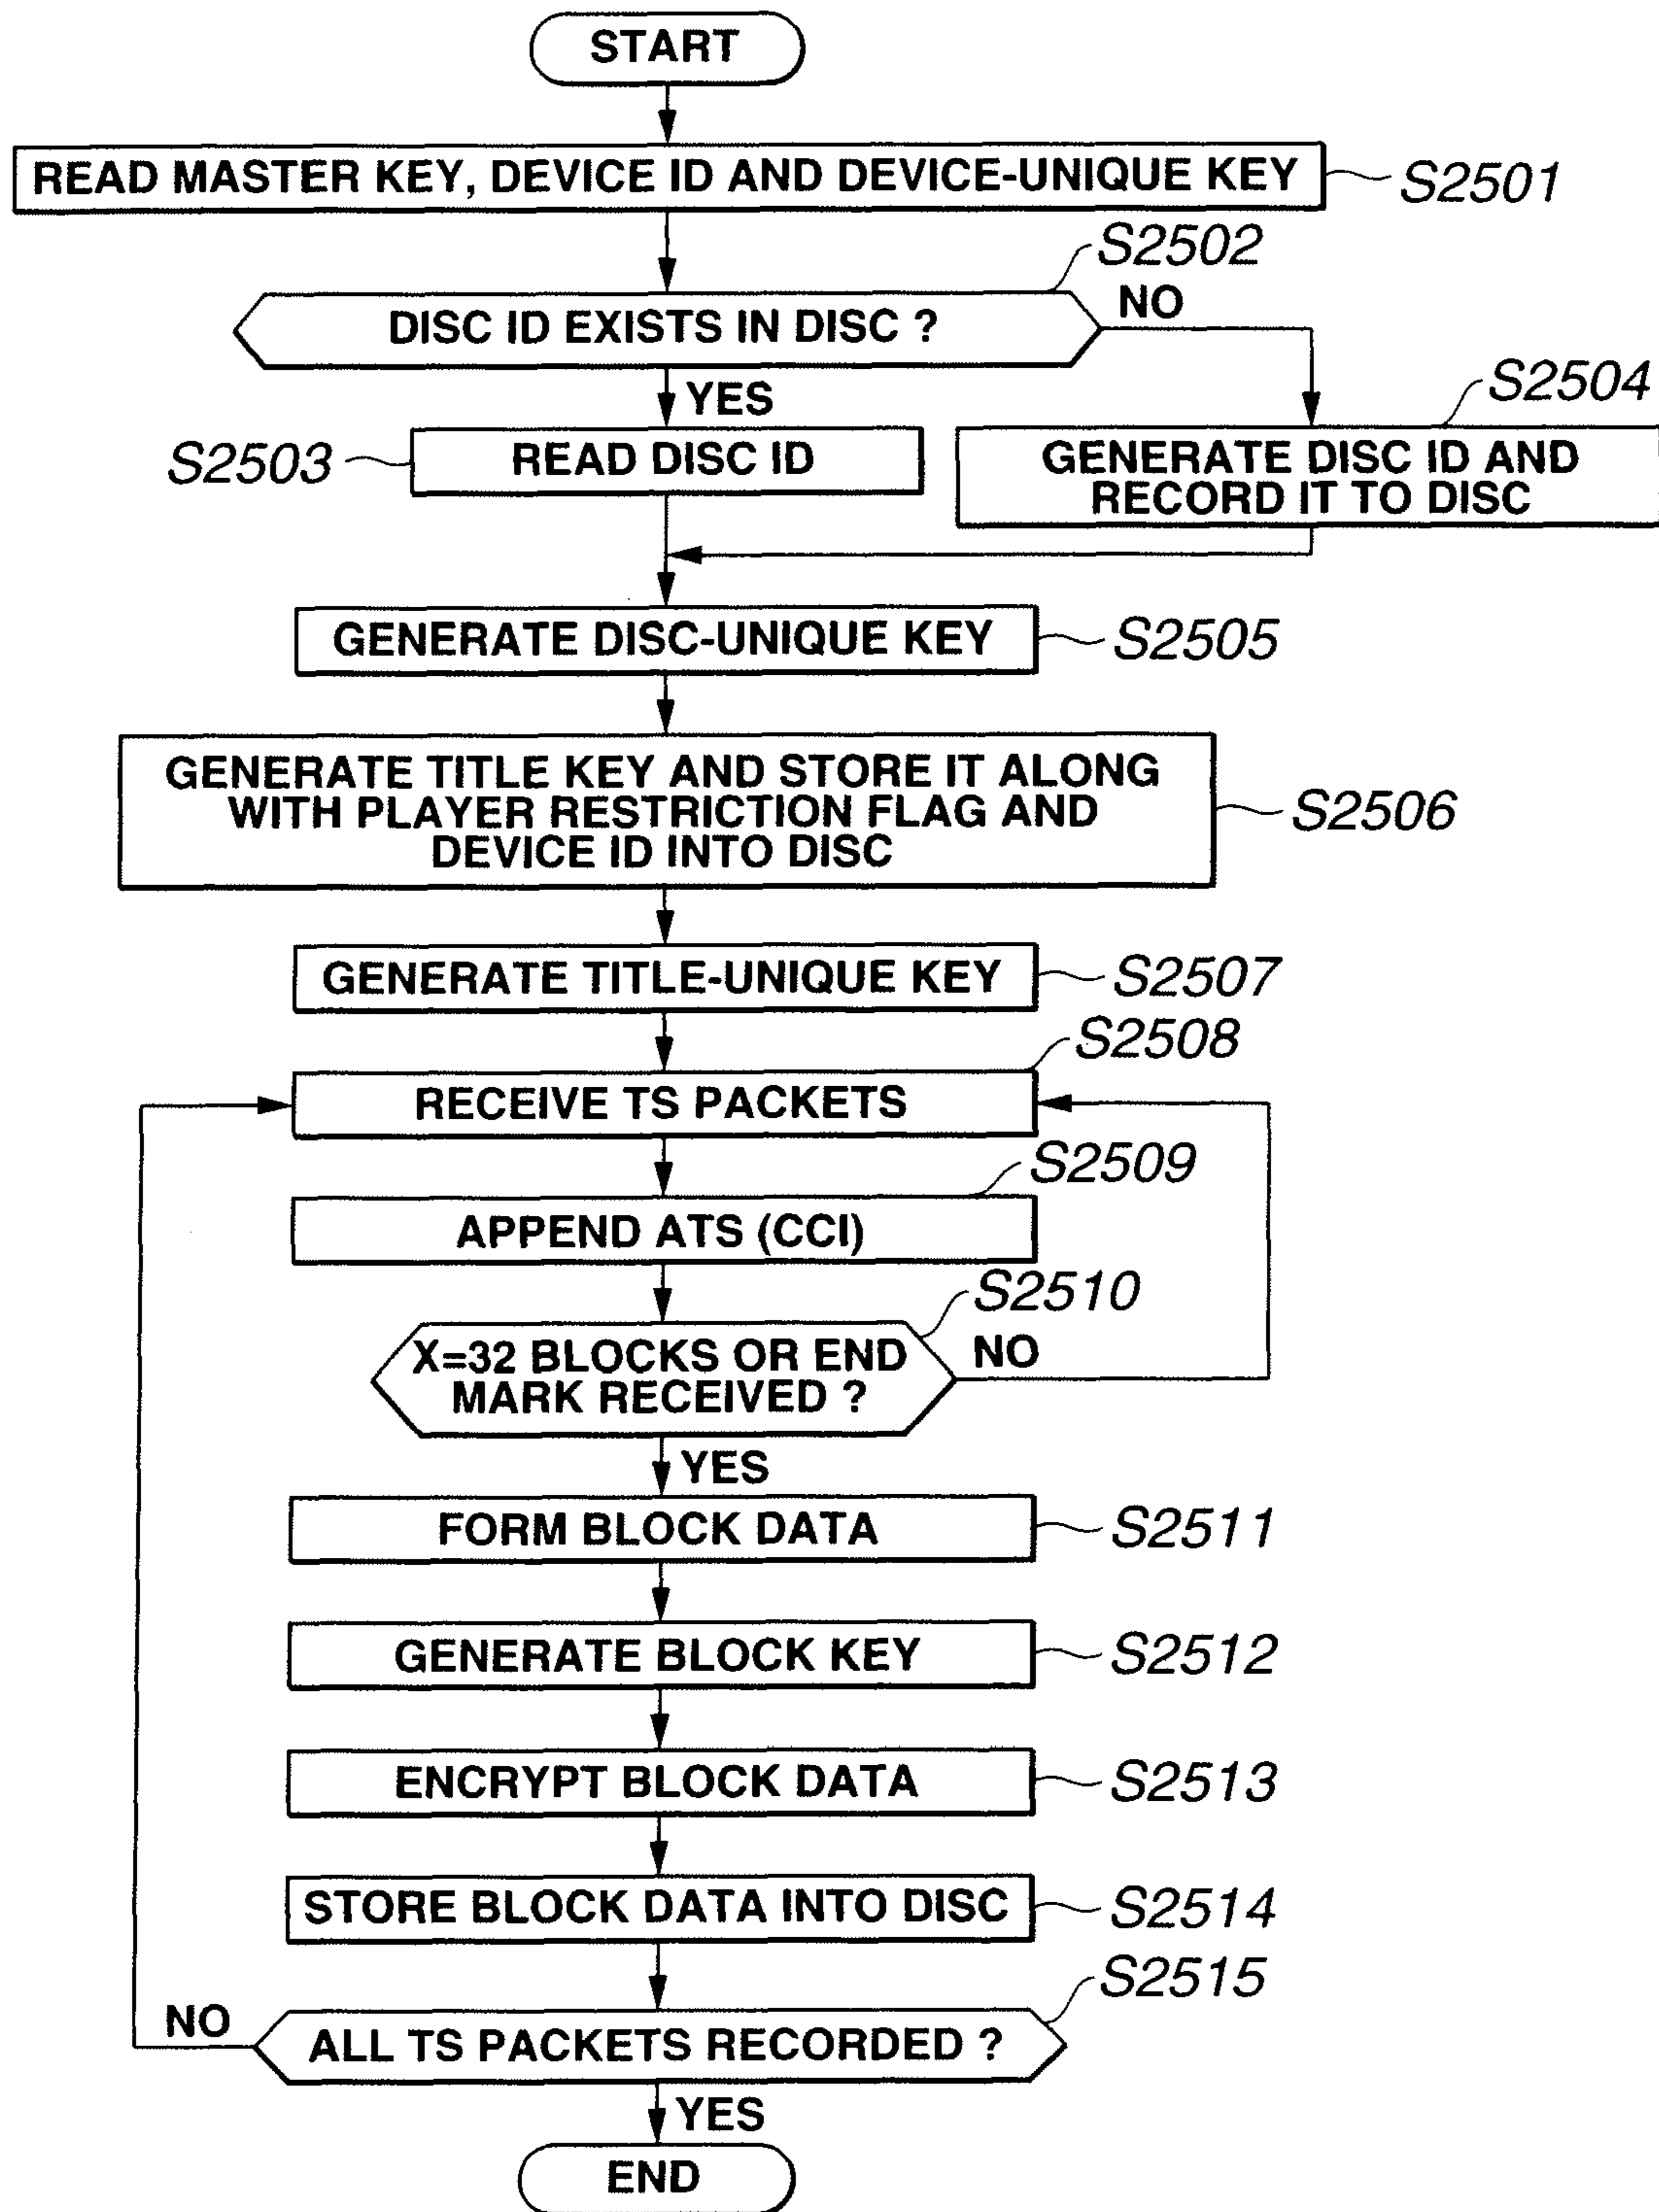 START
READ MASTER KEY, DEVICE ID AND DEVICE-UNIQUE KEY
S2501
S2502
DISC ID EXISTS IN DISC ?
NO
YES
S2504
S2503
READ DISC ID
GENERATE DISC ID AND
RECORD IT TO DISC
GENERATE DISC-UNIQUE KEY
S2505
GENERATE TITLE KEY AND STORE IT ALONG
WITH PLAYER RESTRICTION FLAG AND
DEVICE ID INTO DISC
S2506
GENERATE TITLE-UNIQUE KEY
S2507
S2508
RECEIVE TS PACKETS
S2509
APPEND ATS (CCI)
S2510
X=32 BLOCKS OR END
MARK RECEIVED ?
NO
YES
FORM BLOCK DATA
S2511
GENERATE BLOCK KEY
S2512
ENCRYPT BLOCK DATA
S2513
STORE BLOCK DATA INTO DISC
S2514
S2515
NO
ALL TS PACKETS RECORDED ?
YES
END